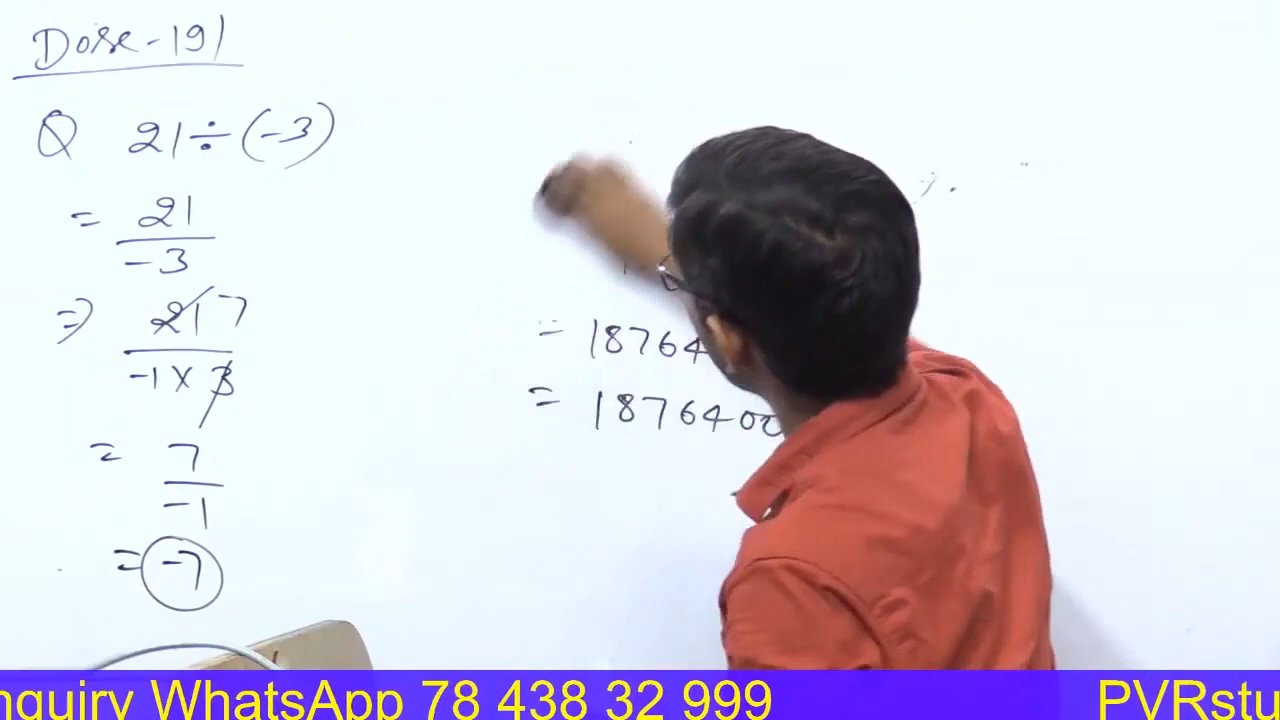 Dose-191
Q 21÷(-3)
= 21
-3
=> 21 7
-1 × 3
= 7
-1
= -7
= 18764
= 1876400
nquiry WhatsApp 78 438 32 999 PVRstu